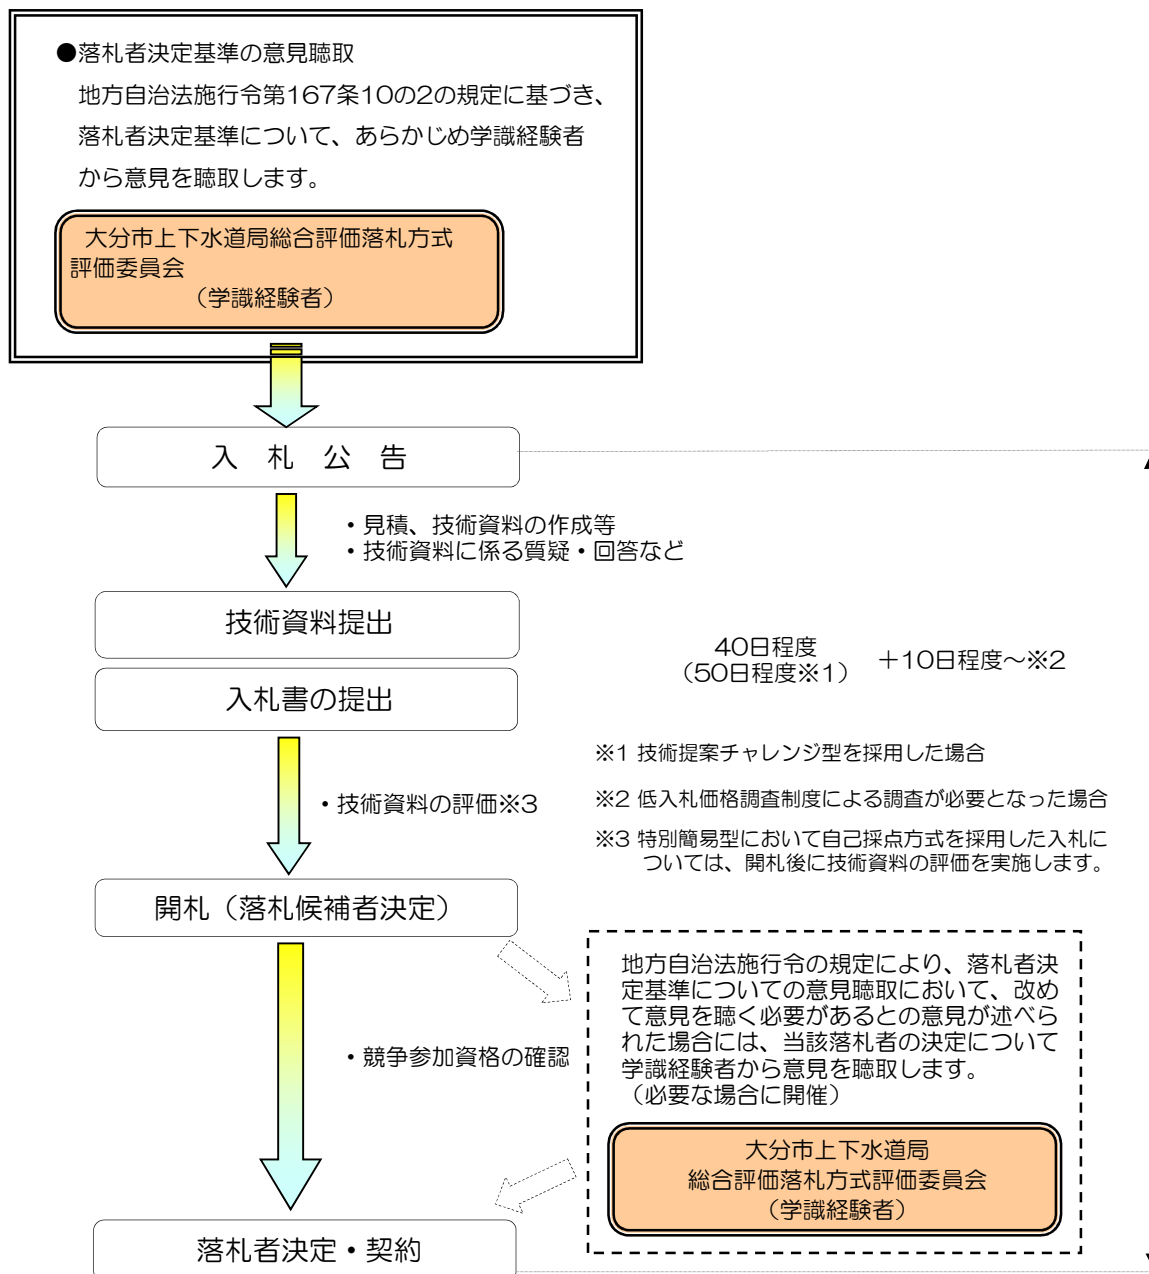 ●落札者決定基準の意見聴取
地方自治法施行令第167条10の2の規定に基づき、
落札者決定基準について、あらかじめ学識経験者
から意見を聴取します。
大分市上下水道局総合評価落札方式
評価委員会
（学識経験者）
入　札　公　告
・見積、技術資料の作成等
・技術資料に係る質疑・回答など
技術資料提出
入札書の提出
40日程度
（50日程度※1）
＋10日程度～※2
※1 技術提案チャレンジ型を採用した場合
※2 低入札価格調査制度による調査が必要となった場合
※3 特別簡易型において自己採点方式を採用した入札に
ついては、開札後に技術資料の評価を実施します。
・技術資料の評価※3
開札（落札候補者決定）
地方自治法施行令の規定により、落札者決
定基準についての意見聴取において、改め
て意見を聴く必要があるとの意見が述べら
れた場合には、当該落札者の決定について
学識経験者から意見を聴取します。
（必要な場合に開催）
・競争参加資格の確認
大分市上下水道局
総合評価落札方式評価委員会
（学識経験者）
落札者決定・契約